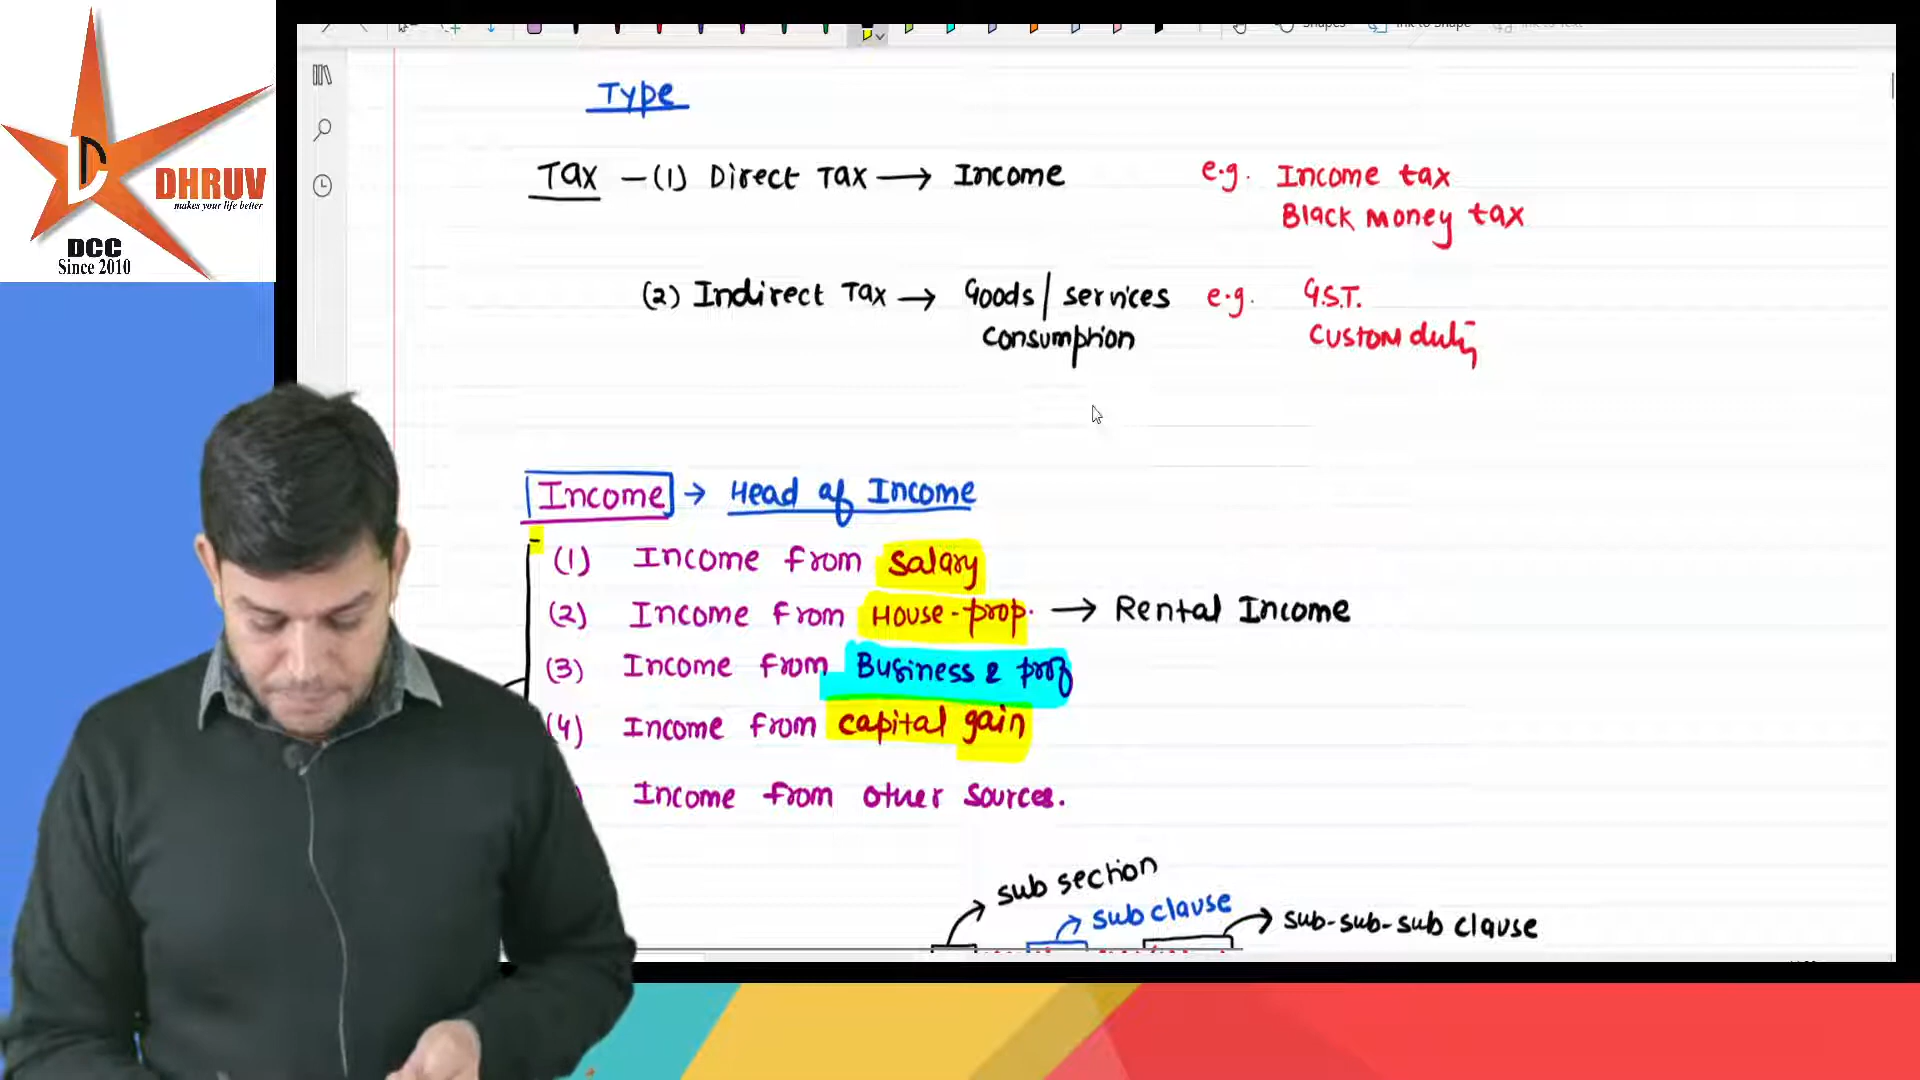 DHRUV
makes your life better
DCC
Since 2010
Type
Tax – (1) Direct Tax → Income e.g. Income tax
Black money tax
(2) Indirect Tax → Goods / services e.g. G.S.T.
consumption Custom duty
Income → Head of Income
(1) Income from Salary
(2) Income from House-prop. → Rental Income
(3) Income from Business & prof
(4) Income from capital gain
Income from other sources.
sub section
sub clause
sub-sub-sub clause